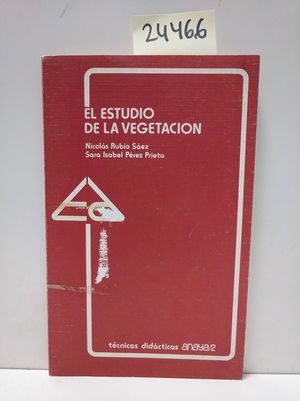 24466
EL ESTUDIO
DE LA VEGETACION
Nicolás Rubio Sáez
Sara Isabel Pérez Prieto
técnicas didácticas anaya/2